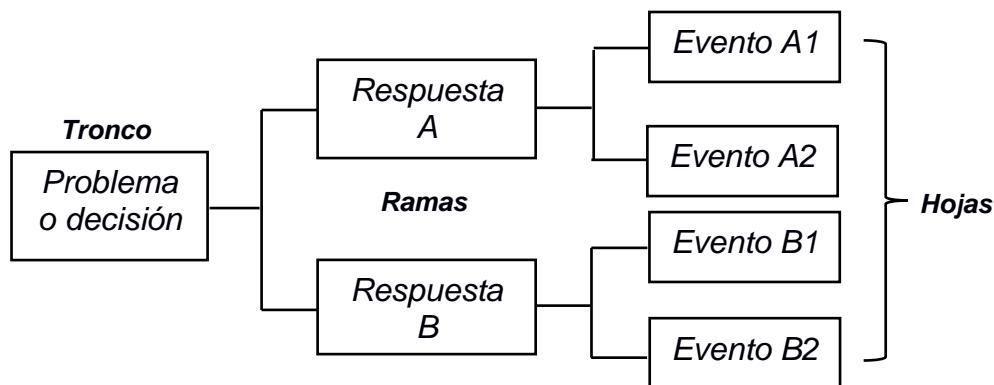 Tronco
Problema
o decisión
Respuesta
A
Ramas
Respuesta
B
Evento A1
Evento A2
Evento B1
Evento B2
Hojas